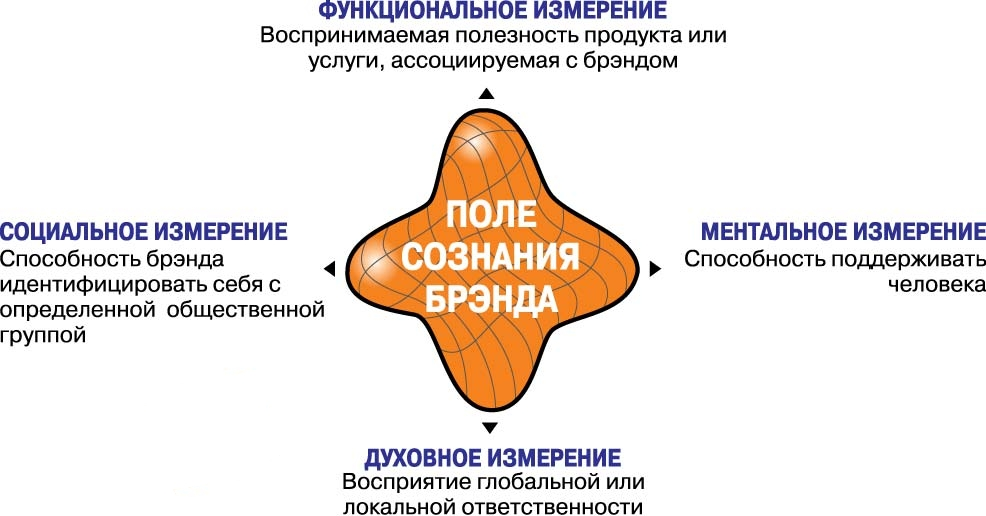 ФУНКЦИОНАЛЬНОЕ ИЗМЕРЕНИЕ
Воспринимаемая полезность продукта или
услуги, ассоциируемая с брэндом
СОЦИАЛЬНОЕ ИЗМЕРЕНИЕ
Способность брэнда
идентифицировать себя с
определенной общественной
группой
ПОЛЕ
СОЗНАНИЯ
БРЭНДА
МЕНТАЛЬНОЕ ИЗМЕРЕНИЕ
Способность поддерживать
человека
ДУХОВНОЕ ИЗМЕРЕНИЕ
Восприятие глобальной или
локальной ответственности